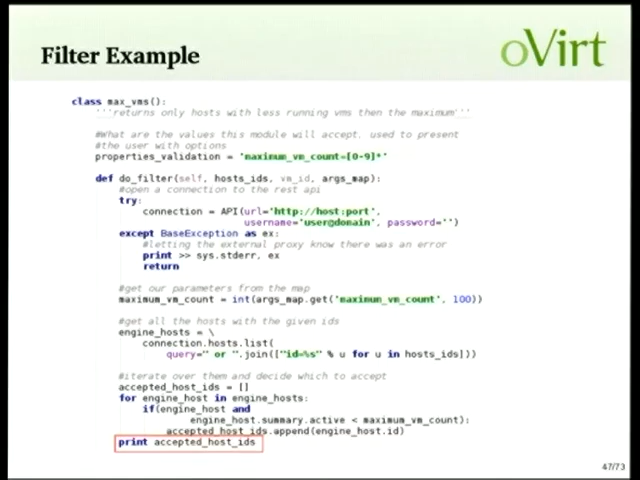 Filter Example
oVirt
class max_vms():
'''returns only hosts with less running vms then the maximum'''
#What are the values this module will accept, used to present
#the user with options
properties_validation = 'maximum_vm_count=[0-9]*'
def do_filter(self, hosts_ids, vm_id, args_map):
#open a connection to the rest api
try:
connection = API(url='http://host:port',
username='user@domain', password='')
except BaseException as ex:
#letting the external proxy know there was an error
print >> sys.stderr, ex
return
#get our parameters from the map
maximum_vm_count = int(args_map.get('maximum_vm_count', 100))
#get all the hosts with the given ids
engine_hosts = \
connection.hosts.list(
query=" or ".join(["id=%s" % u for u in hosts_ids]))
#iterate over them and decide which to accept
accepted_host_ids = []
for engine_host in engine_hosts:
if(engine_host and
engine_host.summary.active < maximum_vm_count):
accepted_host_ids.append(engine_host.id)
print accepted_host_ids
47/73